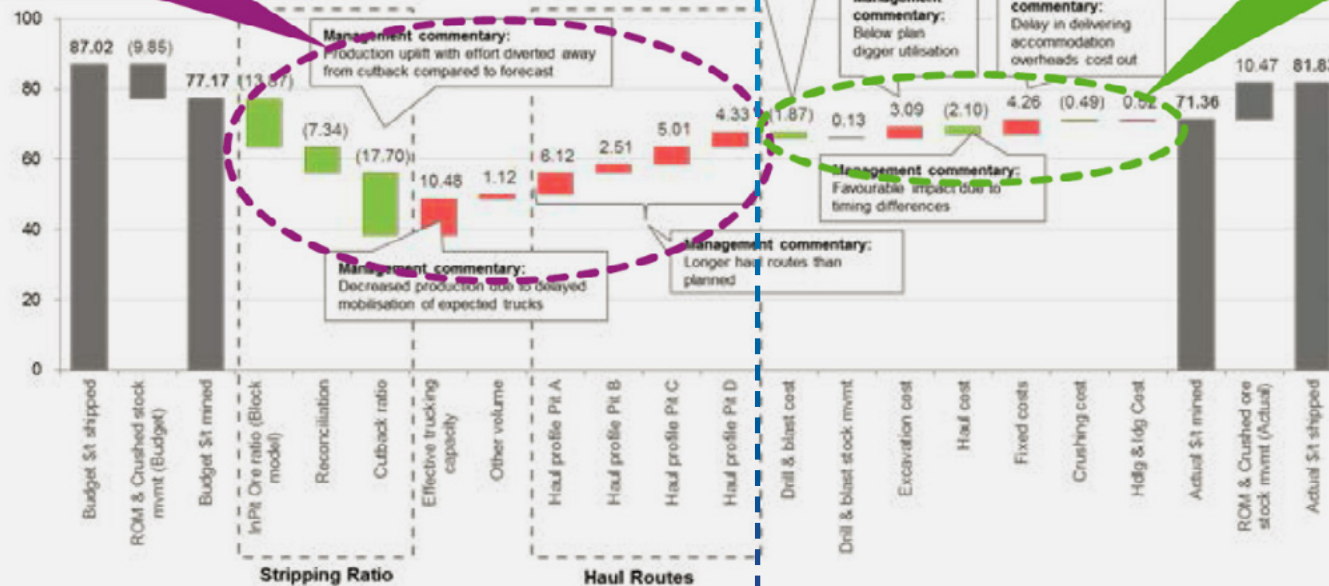 100
80
60
40
20
0
87.02
(9.85)
77.17
(7.34)
(17.70)
10.48
1.12
6.12
2.51
5.01
4.33
(1.87)
0.13
3.09
(2.10)
4.26
(0.49)
71.36
10.47
Management commentary:
Production uplift with effort diverted away
from cutback compared to forecast
Management commentary:
Decreased production due to delayed
mobilisation of expected trucks
Management commentary:
Longer haul routes than
planned
Management
commentary:
Below plan
digger utilisation
commentary:
Delay in delivering
accommodation
overheads cost out
Management commentary:
Favourable impact due to
timing differences
Budget $/t shipped
ROM & Crushed stock
mvmt (Budget)
Budget $/t mined
InPit Ore ratio (Block
model)
Reconciliation
Cutback ratio
Effective trucking
capacity
Other volume
Haul profile Pit A
Haul profile Pit B
Haul profile Pit C
Haul profile Pit D
Drill & blast cost
Drill & blast stock mvmt
Excavation cost
Haul cost
Fixed costs
Crushing cost
Hdlg & ldg Cost
Actual $/t mined
ROM & Crushed ore
stock mvmt (Actual)
Actual $/t shipped
Stripping Ratio
Haul Routes